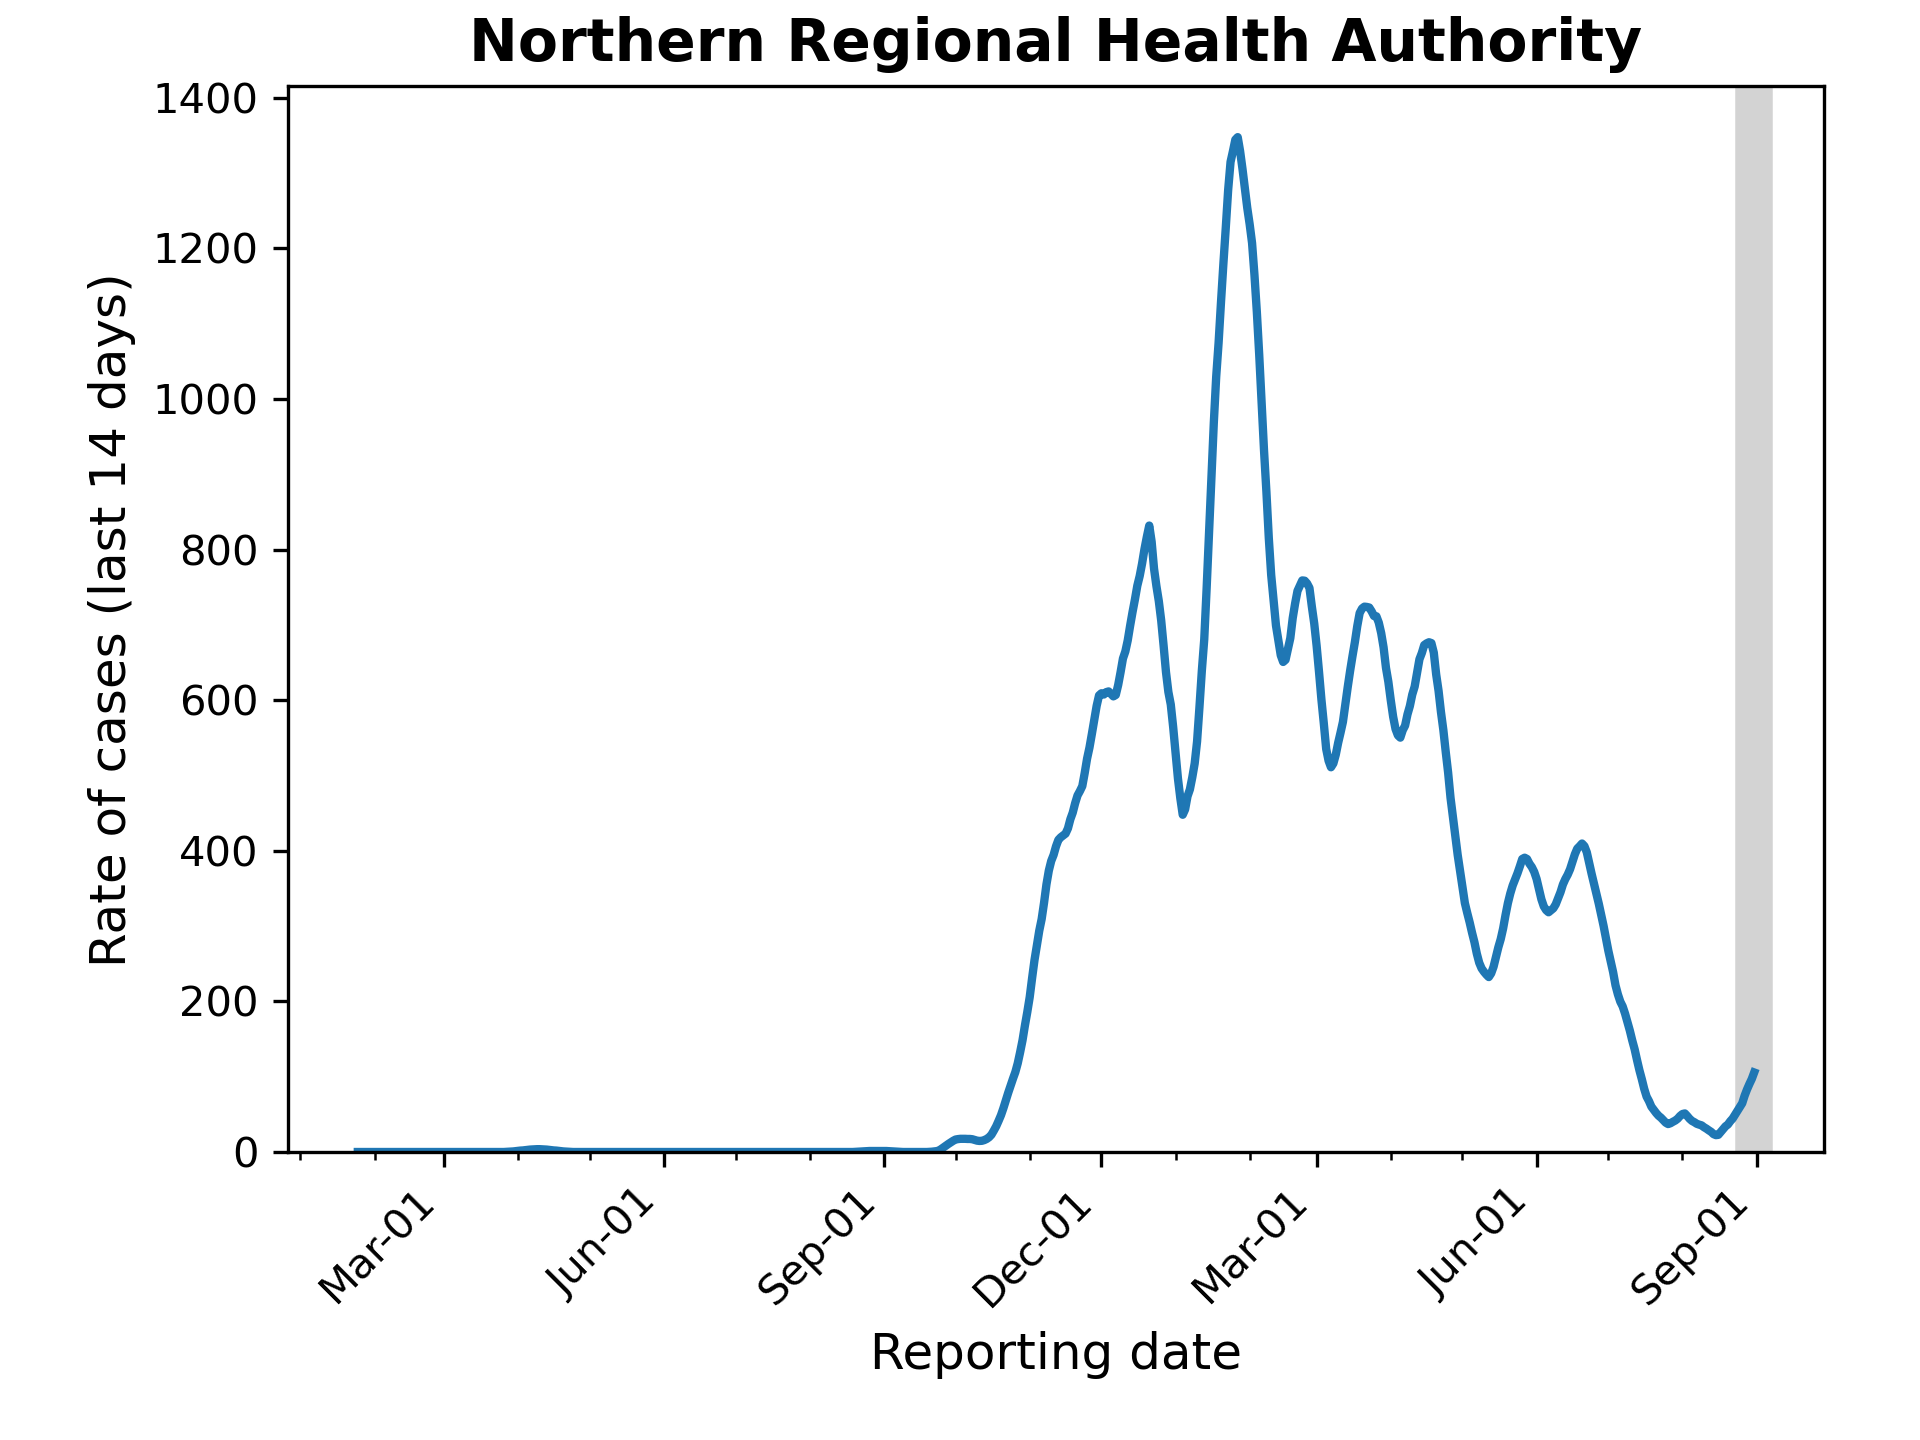 Northern Regional Health Authority
Rate of cases (last 14 days)
1400
1200
1000
800
600
400
200
0
Mar-01
Jun-01
Sep-01
Dec-01
Mar-01
Jun-01
Sep-01
Reporting date